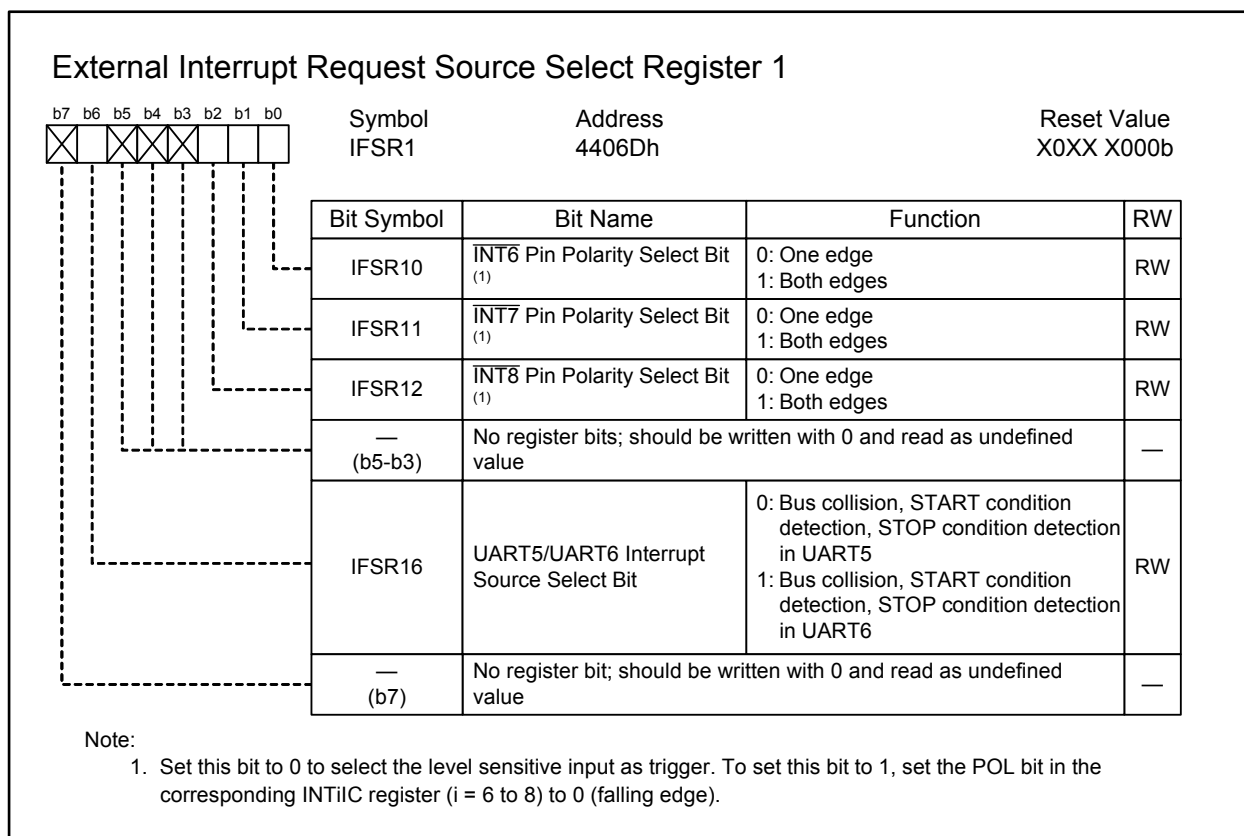 External Interrupt Request Source Select Register 1
b7 b6 b5 b4 b3 b2 b1 b0
Symbol Address Reset Value
IFSR1 4406Dh X0XX X000b
Bit Symbol Bit Name Function RW
IFSR10 INT6 Pin Polarity Select Bit (1) 0: One edge 1: Both edges RW
IFSR11 INT7 Pin Polarity Select Bit (1) 0: One edge 1: Both edges RW
IFSR12 INT8 Pin Polarity Select Bit (1) 0: One edge 1: Both edges RW
— (b5-b3) No register bits; should be written with 0 and read as undefined value —
IFSR16 UART5/UART6 Interrupt Source Select Bit 0: Bus collision, START condition detection, STOP condition detection in UART5 1: Bus collision, START condition detection, STOP condition detection in UART6 RW
— (b7) No register bit; should be written with 0 and read as undefined value —
Note:
1. Set this bit to 0 to select the level sensitive input as trigger. To set this bit to 1, set the POL bit in the
corresponding INTiIC register (i = 6 to 8) to 0 (falling edge).